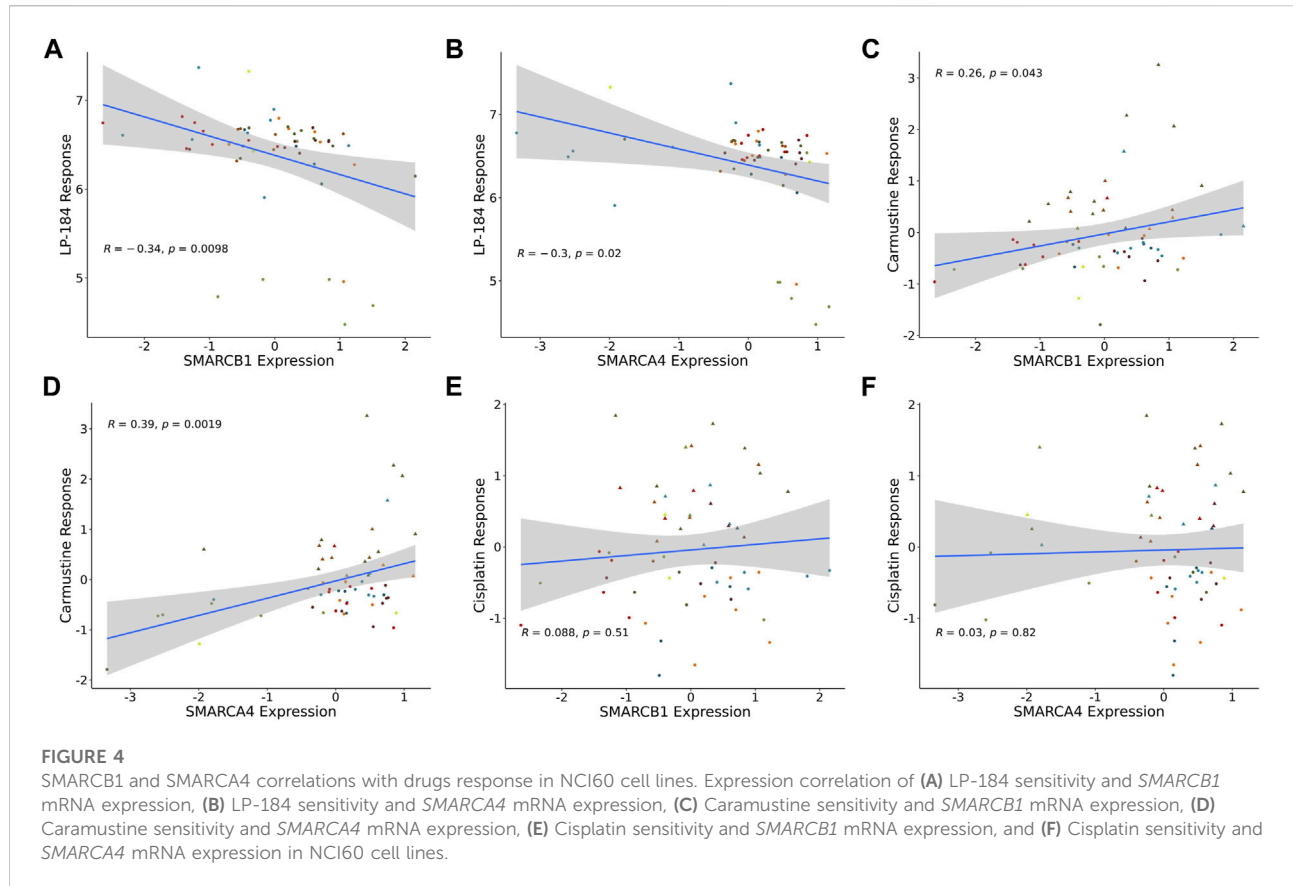 A
7
6
5
LP-184 Response
R = −0.34, p = 0.0098
-2
-1
0
1
2
SMARCB1 Expression
B
7
6
5
LP-184 Response
R = −0.3, p = 0.02
-3
-2
-1
0
1
SMARCA4 Expression
C
R = 0.26, p = 0.043
3
2
1
0
-1
-2
Carmustine Response
-2
-1
0
1
2
SMARCB1 Expression
D
R = 0.39, p = 0.0019
3
2
1
0
-1
-2
Carmustine Response
-3
-2
-1
0
1
SMARCA4 Expression
E
2
1
0
-1
Cisplatin Response
R = 0.088, p = 0.51
-2
-1
0
1
2
SMARCB1 Expression
F
2
1
0
-1
Cisplatin Response
R = 0.03, p = 0.82
-3
-2
-1
0
1
SMARCA4 Expression
FIGURE 4
SMARCB1 and SMARCA4 correlations with drugs response in NCI60 cell lines. Expression correlation of (A) LP-184 sensitivity and SMARCB1
mRNA expression, (B) LP-184 sensitivity and SMARCA4 mRNA expression, (C) Caramustine sensitivity and SMARCB1 mRNA expression, (D)
Caramustine sensitivity and SMARCA4 mRNA expression, (E) Cisplatin sensitivity and SMARCB1 mRNA expression, and (F) Cisplatin sensitivity and
SMARCA4 mRNA expression in NCI60 cell lines.